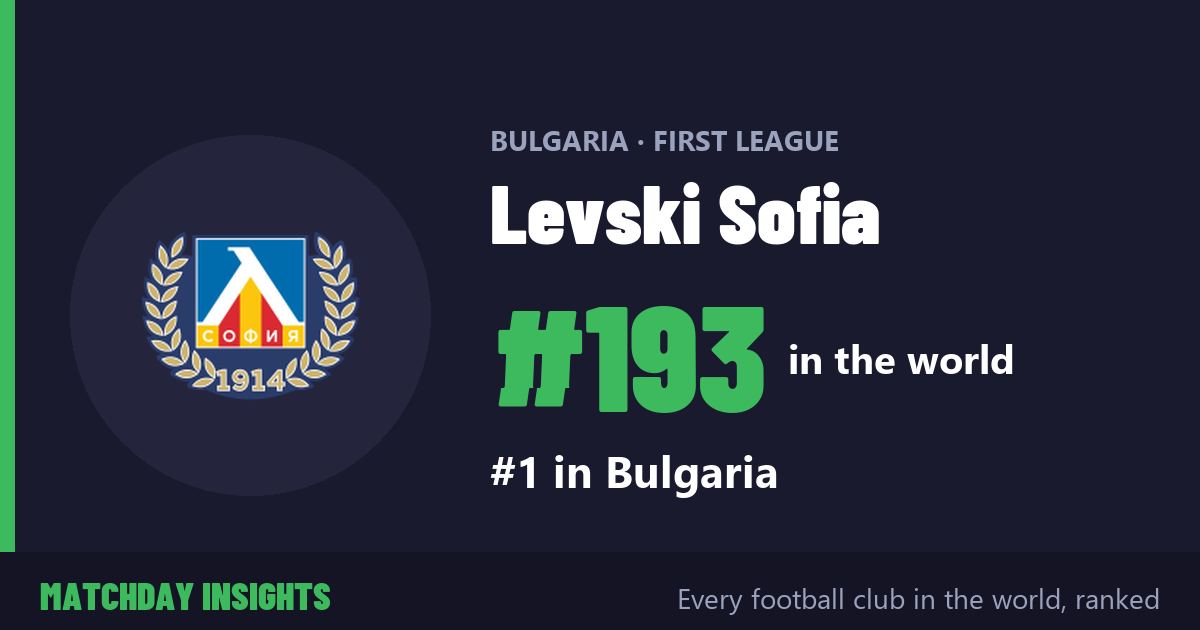 BULGARIA · FIRST LEAGUE
Levski Sofia
#193 in the world
#1 in Bulgaria
СОФИЯ
1914
MATCHDAY INSIGHTS
Every football club in the world, ranked